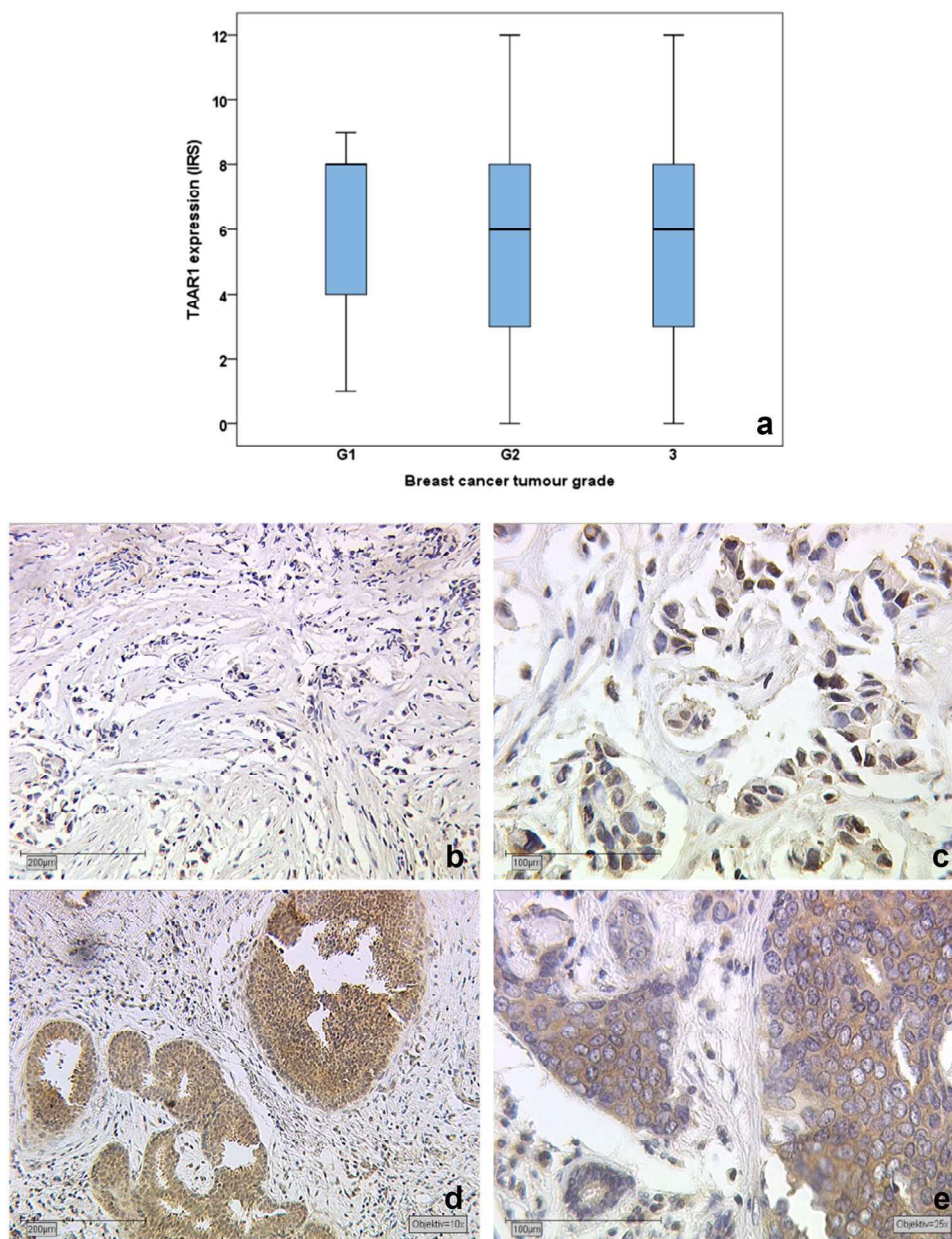 TAAR1 expression (IRS)
12
10
8
6
4
2
0
G1 G2 3
Breast cancer tumour grade
a
200µm
b
100µm
c
200µm
Objektiv=10x
d
100µm
Objektiv=25x
e